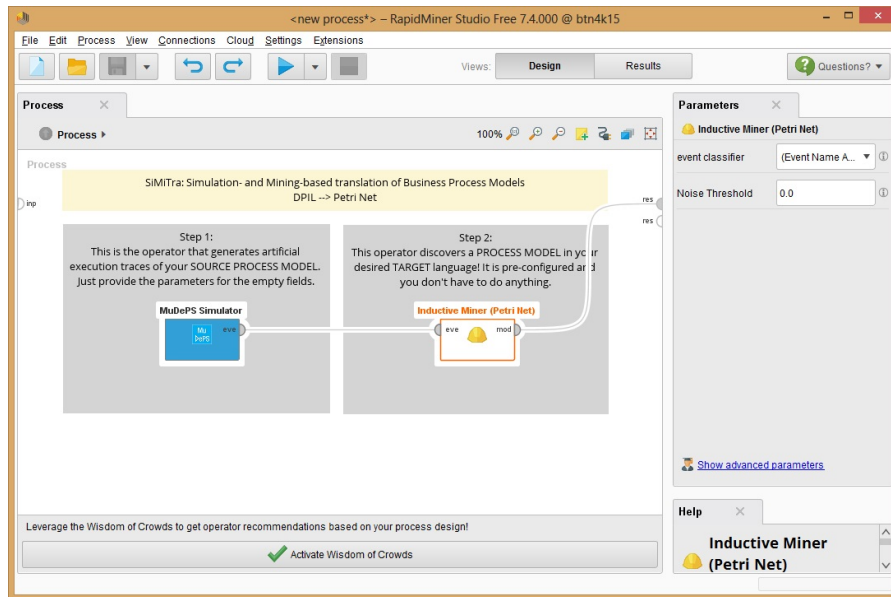 <new process*> – RapidMiner Studio Free 7.4.000 @ btn4k15
File Edit Process View Connections Cloud Settings Extensions
Views: Design Results Questions?
Process
Parameters
Process 100%
Inductive Miner (Petri Net)
Process
event classifier (Event Name A...
SiMiTra: Simulation- and Mining-based translation of Business Process Models
DPIL --> Petri Net
Noise Threshold 0.0
inp
res
res
Step 1:
This is the operator that generates artificial
execution traces of your SOURCE PROCESS MODEL.
Just provide the parameters for the empty fields.
Step 2:
This operator discovers a PROCESS MODEL in your
desired TARGET language! It is pre-configured and
you don't have to do anything.
MuDePS Simulator
Mu
DePS
eve
Inductive Miner (Petri Net)
eve mod
Show advanced parameters
Leverage the Wisdom of Crowds to get operator recommendations based on your process design!
Activate Wisdom of Crowds
Help
Inductive Miner
(Petri Net)